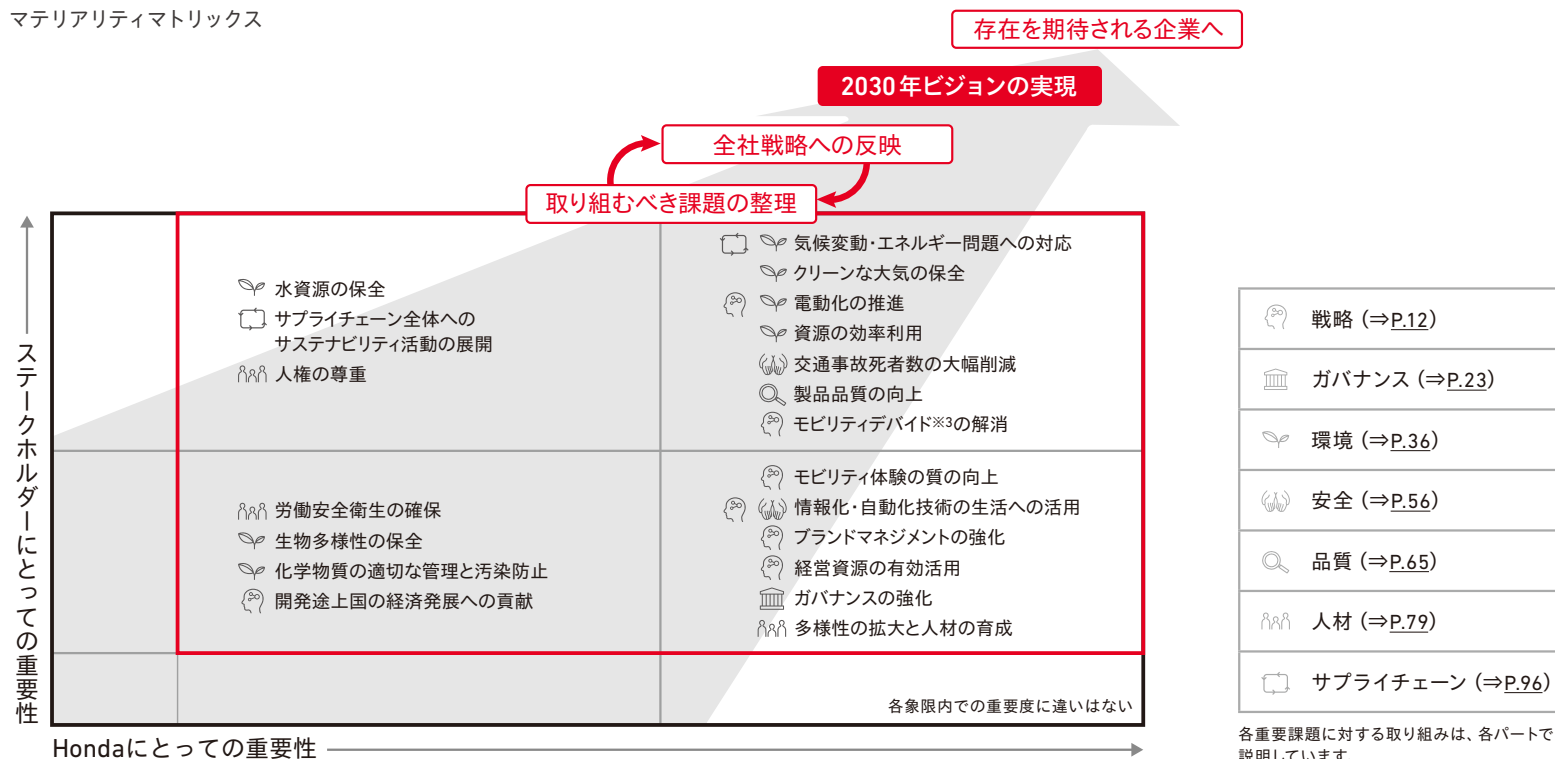 マテリアリティマトリックス
存在を期待される企業へ
2030年ビジョンの実現
全社戦略への反映
取り組むべき課題の整理
ステークホルダーにとっての重要性
水資源の保全
サプライチェーン全体への
サステナビリティ活動の展開
人権の尊重
気候変動・エネルギー問題への対応
クリーンな大気の保全
電動化の推進
資源の効率利用
交通事故死者数の大幅削減
製品品質の向上
モビリティデバイド※3の解消
労働安全衛生の確保
生物多様性の保全
化学物質の適切な管理と汚染防止
開発途上国の経済発展への貢献
モビリティ体験の質の向上
情報化・自動化技術の生活への活用
ブランドマネジメントの強化
経営資源の有効活用
ガバナンスの強化
多様性の拡大と人材の育成
各象限内での重要度に違いはない
Hondaにとっての重要性
戦略(⇒P.12)
ガバナンス(⇒P.23)
環境(⇒P.36)
安全(⇒P.56)
品質(⇒P.65)
人材(⇒P.79)
サプライチェーン(⇒P.96)
各重要課題に対する取り組みは、各パートで
説明しています。